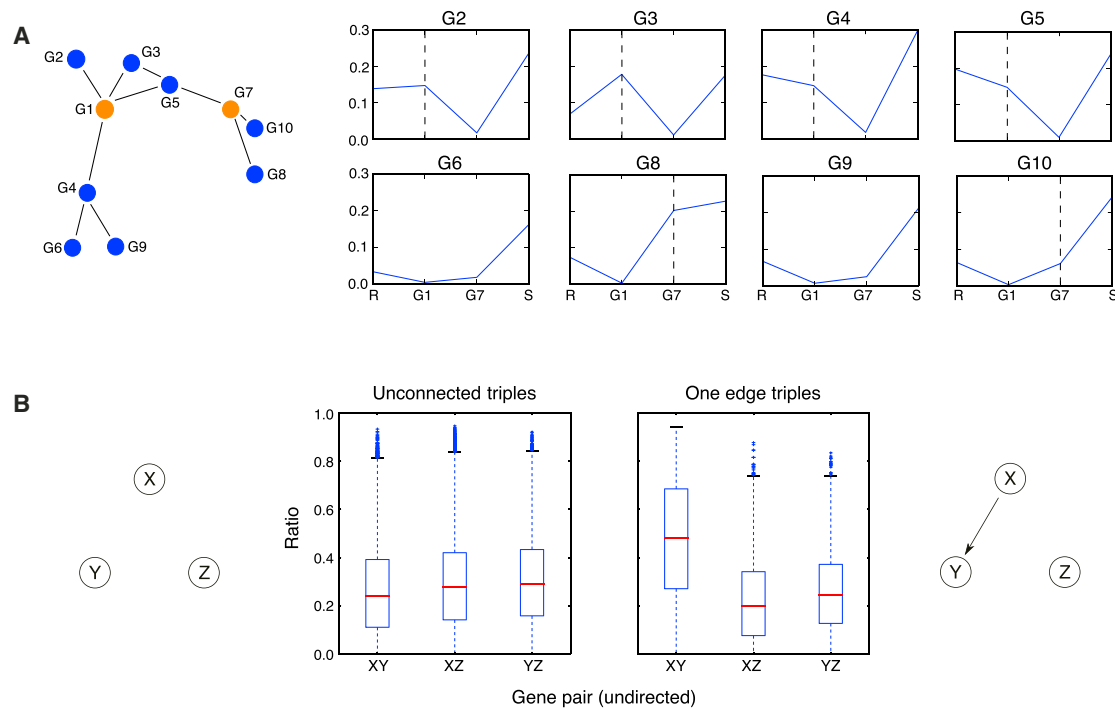 A
G2
G3
G1
G5
G7
G10
G8
G4
G6
G9
G2
G3
G4
G5
0.3
0.2
0.1
0.0
G6
G8
G9
G10
0.3
0.2
0.1
0.0
R G1 G7 S
R G1 G7 S
R G1 G7 S
R G1 G7 S
B
Unconnected triples
One edge triples
X
Y
Z
Ratio
1.0
0.8
0.6
0.4
0.2
0.0
XY XZ YZ
XY XZ YZ
Gene pair (undirected)
X
Y
Z